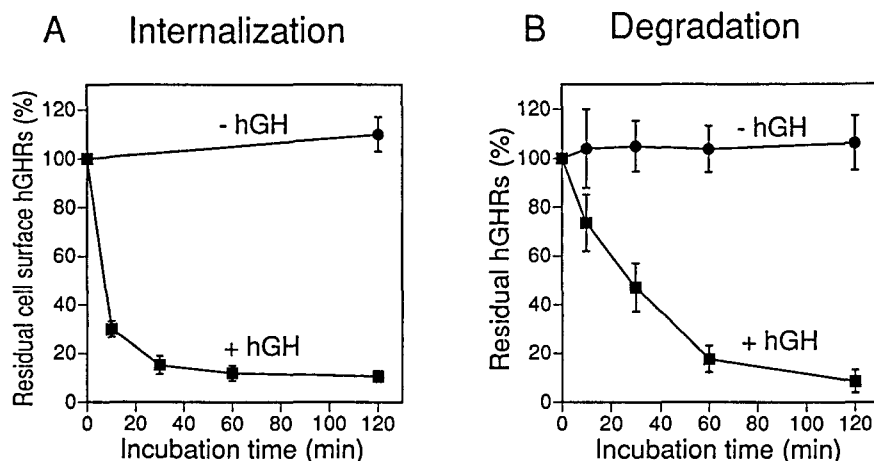 A Internalization
Residual cell surface hGHRs (%)
120
100
80
60
40
20
0
- hGH
+ hGH
0 20 40 60 80 100 120
Incubation time (min)
B Degradation
Residual hGHRs (%)
120
100
80
60
40
20
0
- hGH
+ hGH
0 20 40 60 80 100 120
Incubation time (min)